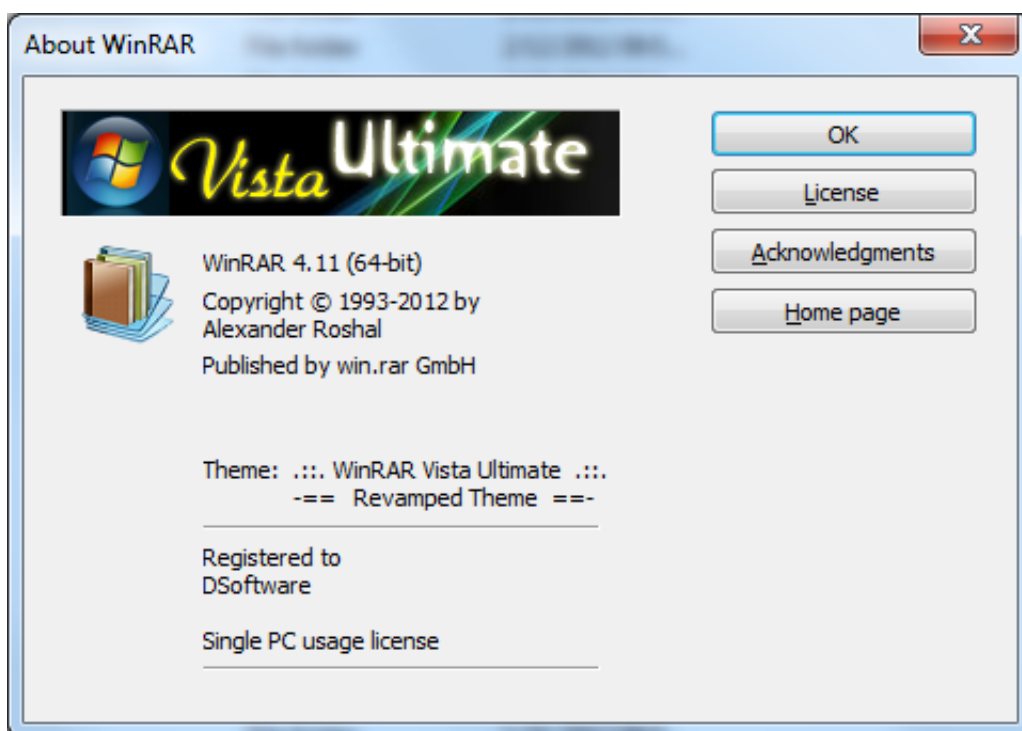 About WinRAR
Vista Ultimate
OK
License
Acknowledgments
Home page
WinRAR 4.11 (64-bit)
Copyright © 1993-2012 by
Alexander Roshal
Published by win.rar GmbH
Theme: .::. WinRAR Vista Ultimate .::.
-== Revamped Theme ==-
Registered to
DSoftware
Single PC usage license